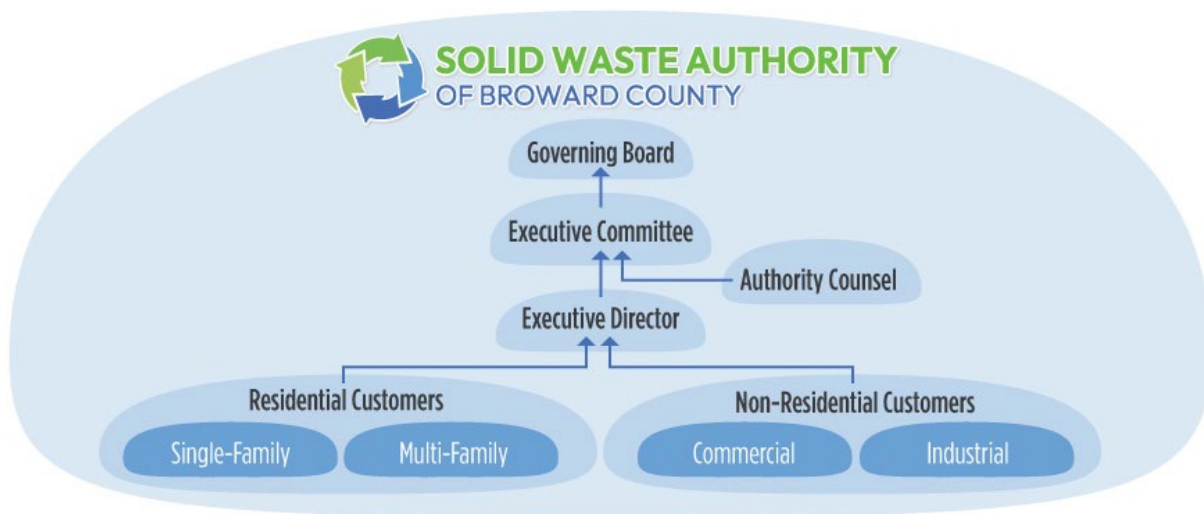 SOLID WASTE AUTHORITY
OF BROWARD COUNTY
Governing Board
Executive Committee
Authority Counsel
Executive Director
Residential Customers
Non-Residential Customers
Single-Family
Multi-Family
Commercial
Industrial